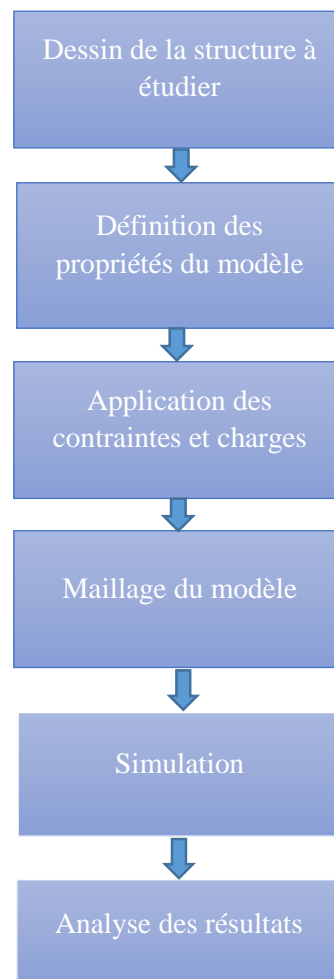 Dessin de la structure à
étudier
Définition des
propriétés du modèle
Application des
contraintes et charges
Maillage du modèle
Simulation
Analyse des résultats